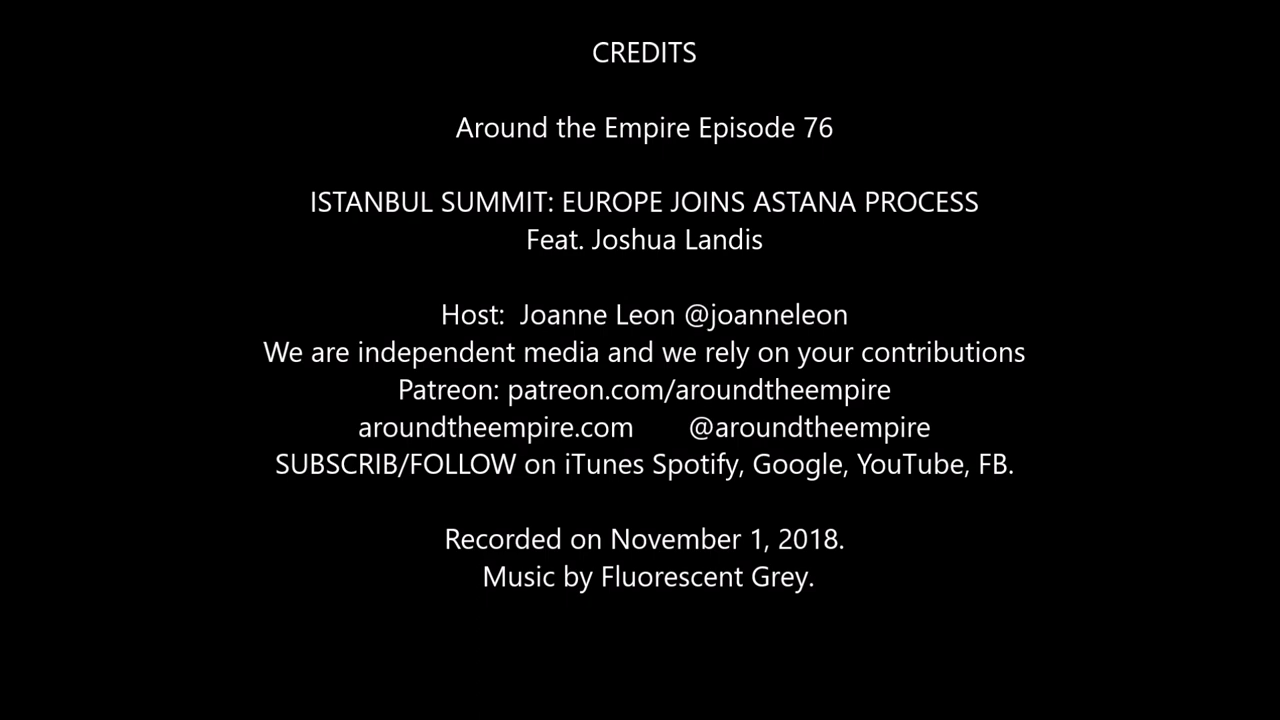 CREDITS
Around the Empire Episode 76
ISTANBUL SUMMIT: EUROPE JOINS ASTANA PROCESS
Feat. Joshua Landis
Host:  Joanne Leon @joanneleon
We are independent media and we rely on your contributions
Patreon: patreon.com/aroundtheempire
aroundtheempire.com @aroundtheempire
SUBSCRIB/FOLLOW on iTunes Spotify, Google, YouTube, FB.
Recorded on November 1, 2018.
Music by Fluorescent Grey.